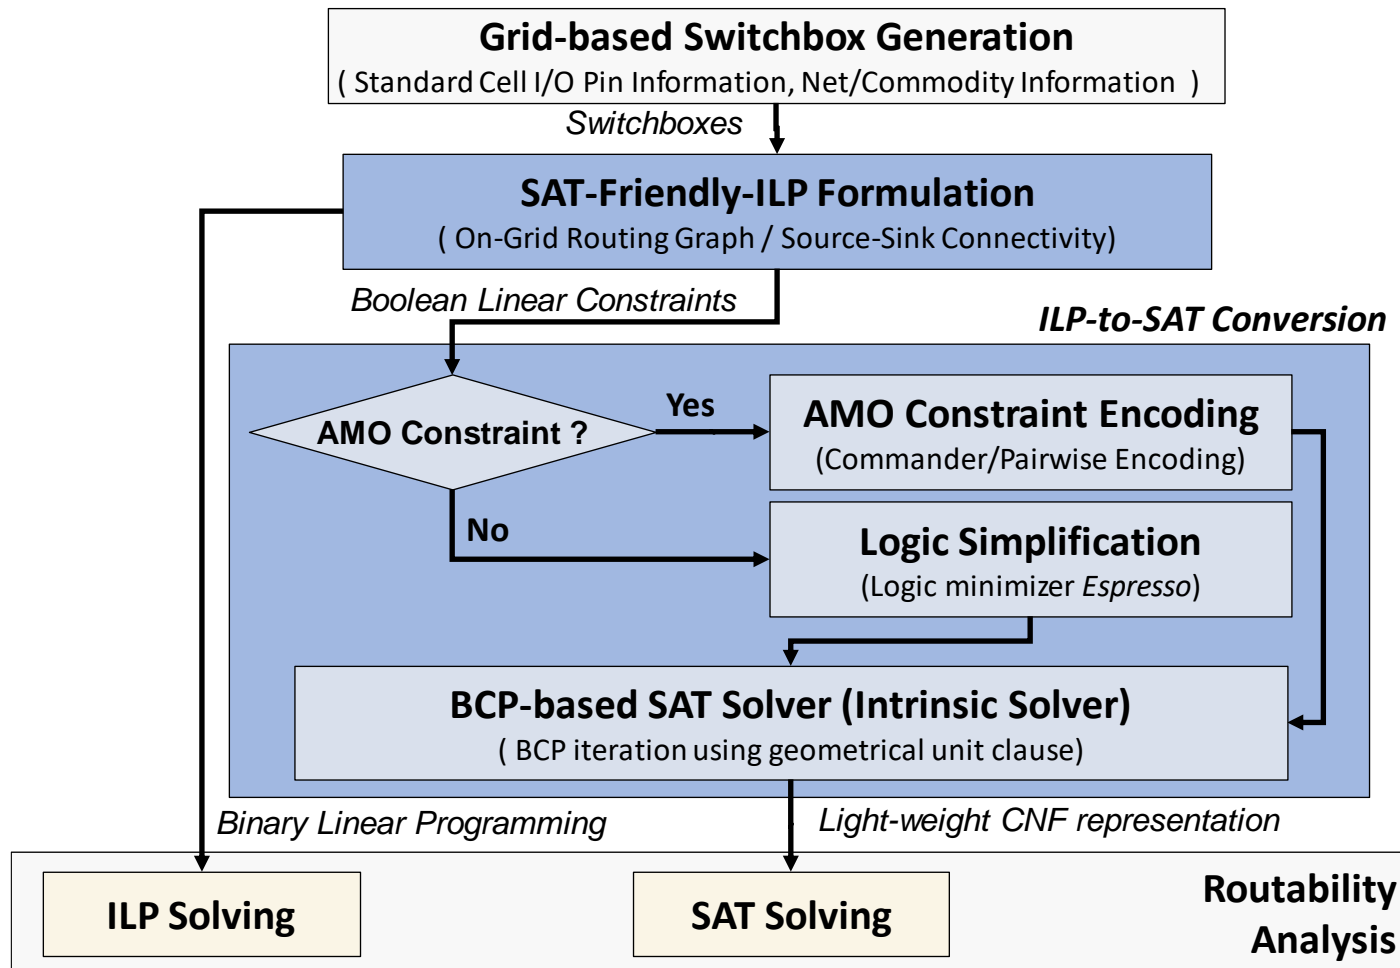 Grid-based Switchbox Generation
( Standard Cell I/O Pin Information, Net/Commodity Information )
Switchboxes
SAT-Friendly-ILP Formulation
( On-Grid Routing Graph / Source-Sink Connectivity)
Boolean Linear Constraints
ILP-to-SAT Conversion
AMO Constraint ?
Yes
AMO Constraint Encoding
(Commander/Pairwise Encoding)
No
Logic Simplification
(Logic minimizer Espresso)
BCP-based SAT Solver (Intrinsic Solver)
( BCP iteration using geometrical unit clause)
Binary Linear Programming
Light-weight CNF representation
ILP Solving
SAT Solving
Routability
Analysis